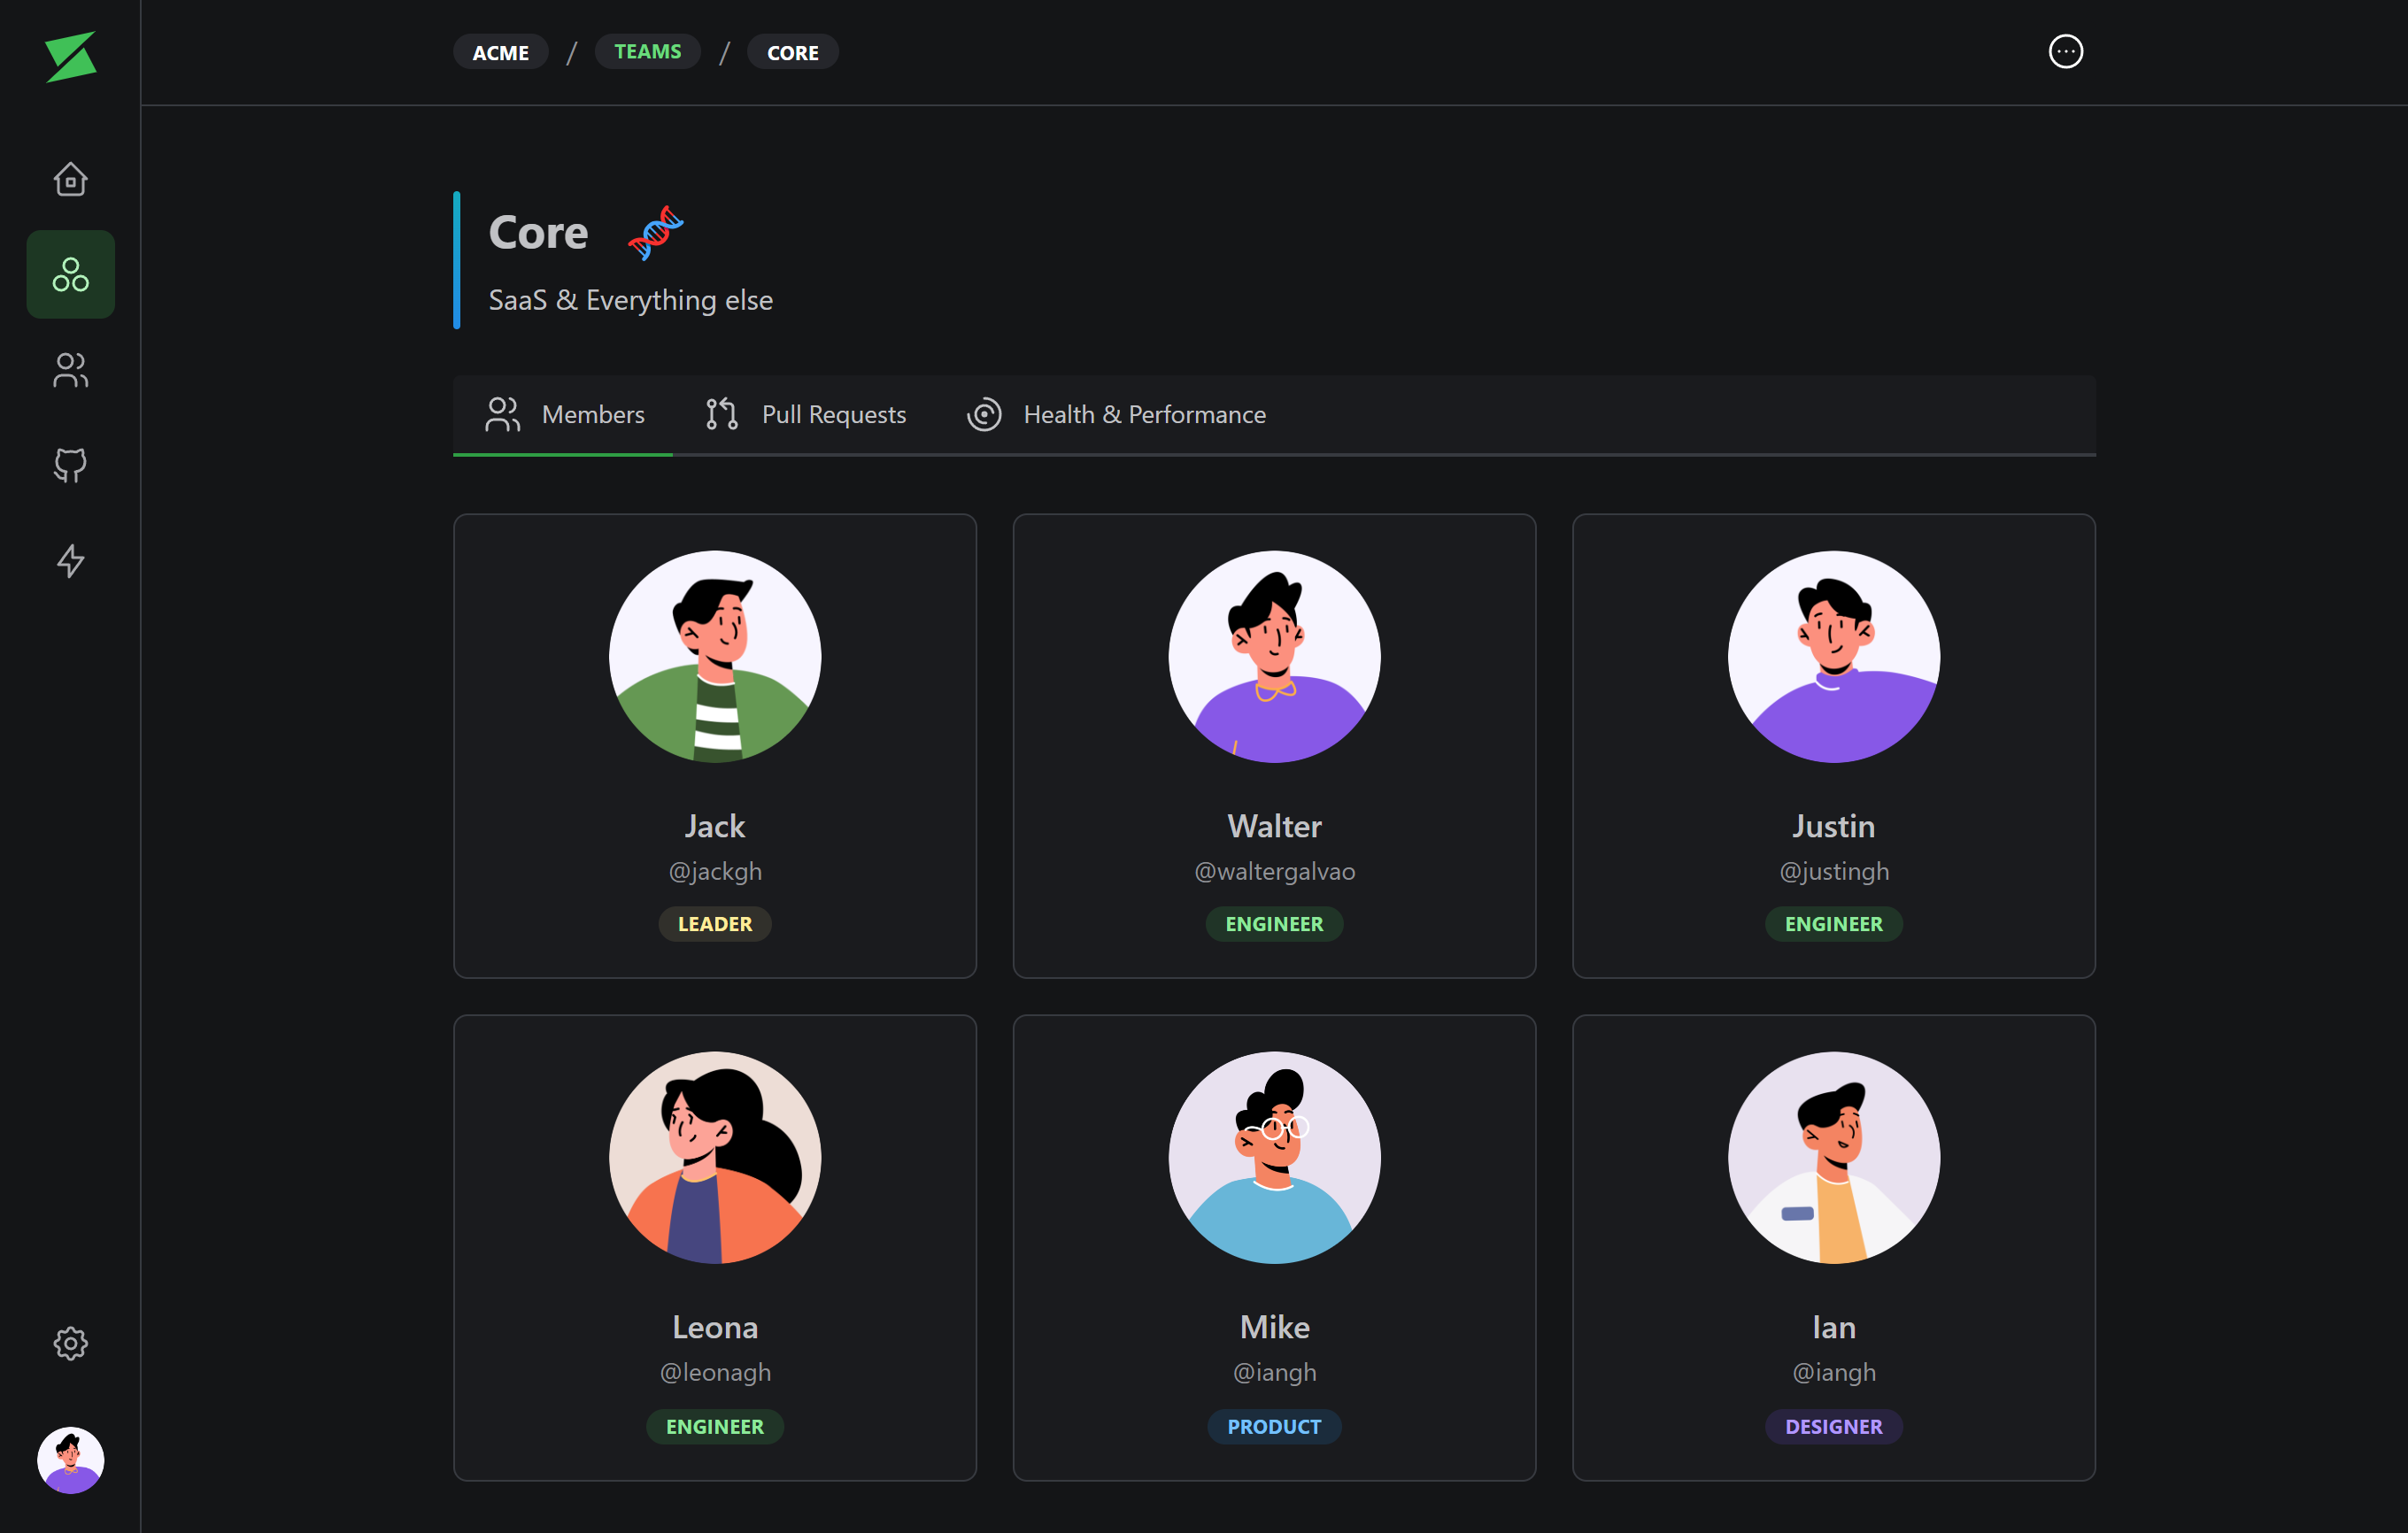 ACME / TEAMS / CORE
Core
SaaS & Everything else
Members Pull Requests Health & Performance
Jack
@jackgh
LEADER
Walter
@waltergalvao
ENGINEER
Justin
@justingh
ENGINEER
Leona
@leonagh
ENGINEER
Mike
@iangh
PRODUCT
Ian
@iangh
DESIGNER